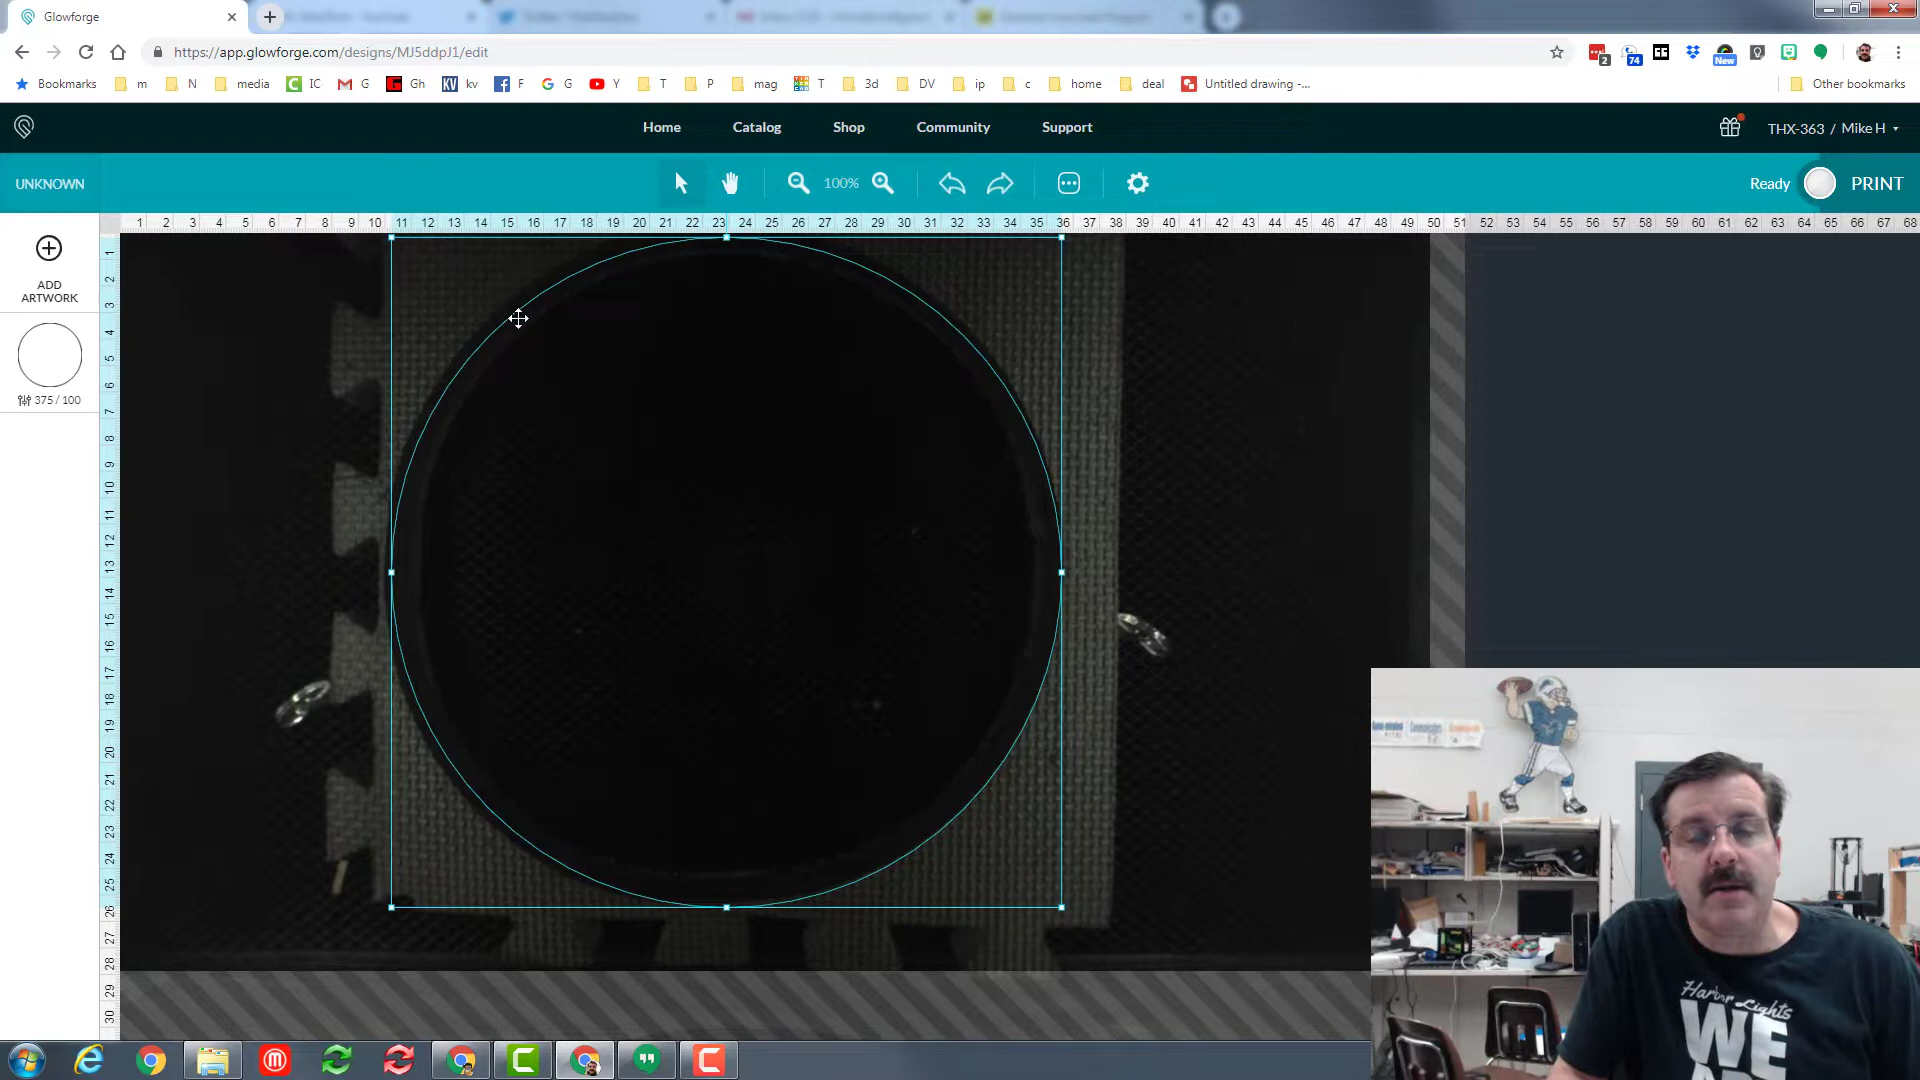 Glowforge
https://app.glowforge.com/designs/MJ5ddpJ1/edit
2
74
New
Bookmarks m N media IC G Gh kv F G Y T P mag T 3d DV ip c home deal Untitled drawing -... Other bookmarks
Home Catalog Shop Community Support THX-363 / Mike H
UNKNOWN 100% Ready PRINT
1 2 3 4 5 6 7 8 9 10 11 12 13 14 15 16 17 18 19 20 21 22 23 24 25 26 27 28 29 30 31 32 33 34 35 36 37 38 39 40 41 42 43 44 45 46 47 48 49 50 51 52 53 54 55 56 57 58 59 60 61 62 63 64 65 66 67 68
ADD
ARTWORK
375 / 100
1
2
3
4
5
6
7
8
9
10
11
12
13
14
15
16
17
18
19
20
21
22
23
24
25
26
27
28
29
30
Harbor Lights
WE